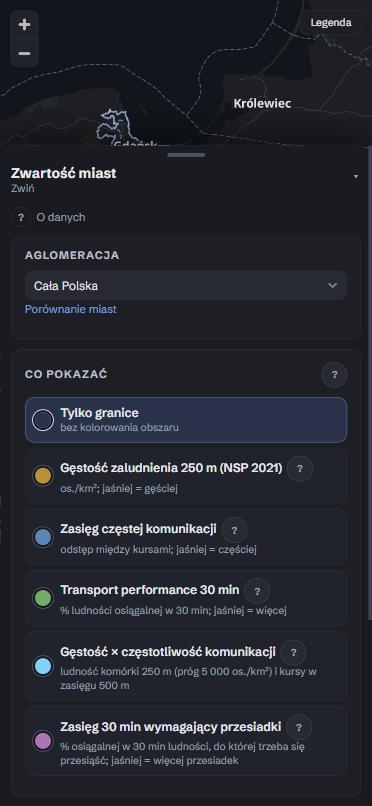 +
Legenda
−
Królewiec
Gdańsk
Zwartość miast
Zwiń
? O danych
AGLOMERACJA
Cała Polska
Porównanie miast
CO POKAZAĆ ?
Tylko granice
bez kolorowania obszaru
Gęstość zaludnienia 250 m (NSP 2021) ?
os./km²; jaśniej = gęściej
Zasięg częstej komunikacji ?
odstęp między kursami; jaśniej = częściej
Transport performance 30 min ?
% ludności osiągalnej w 30 min; jaśniej = więcej
Gęstość × częstotliwość komunikacji ?
ludność komórki 250 m (próg 5 000 os./km²) i kursy w
zasięgu 500 m
Zasięg 30 min wymagający przesiadki ?
% osiągalnej w 30 min ludności, do której trzeba się
przesiąść; jaśniej = więcej przesiadek